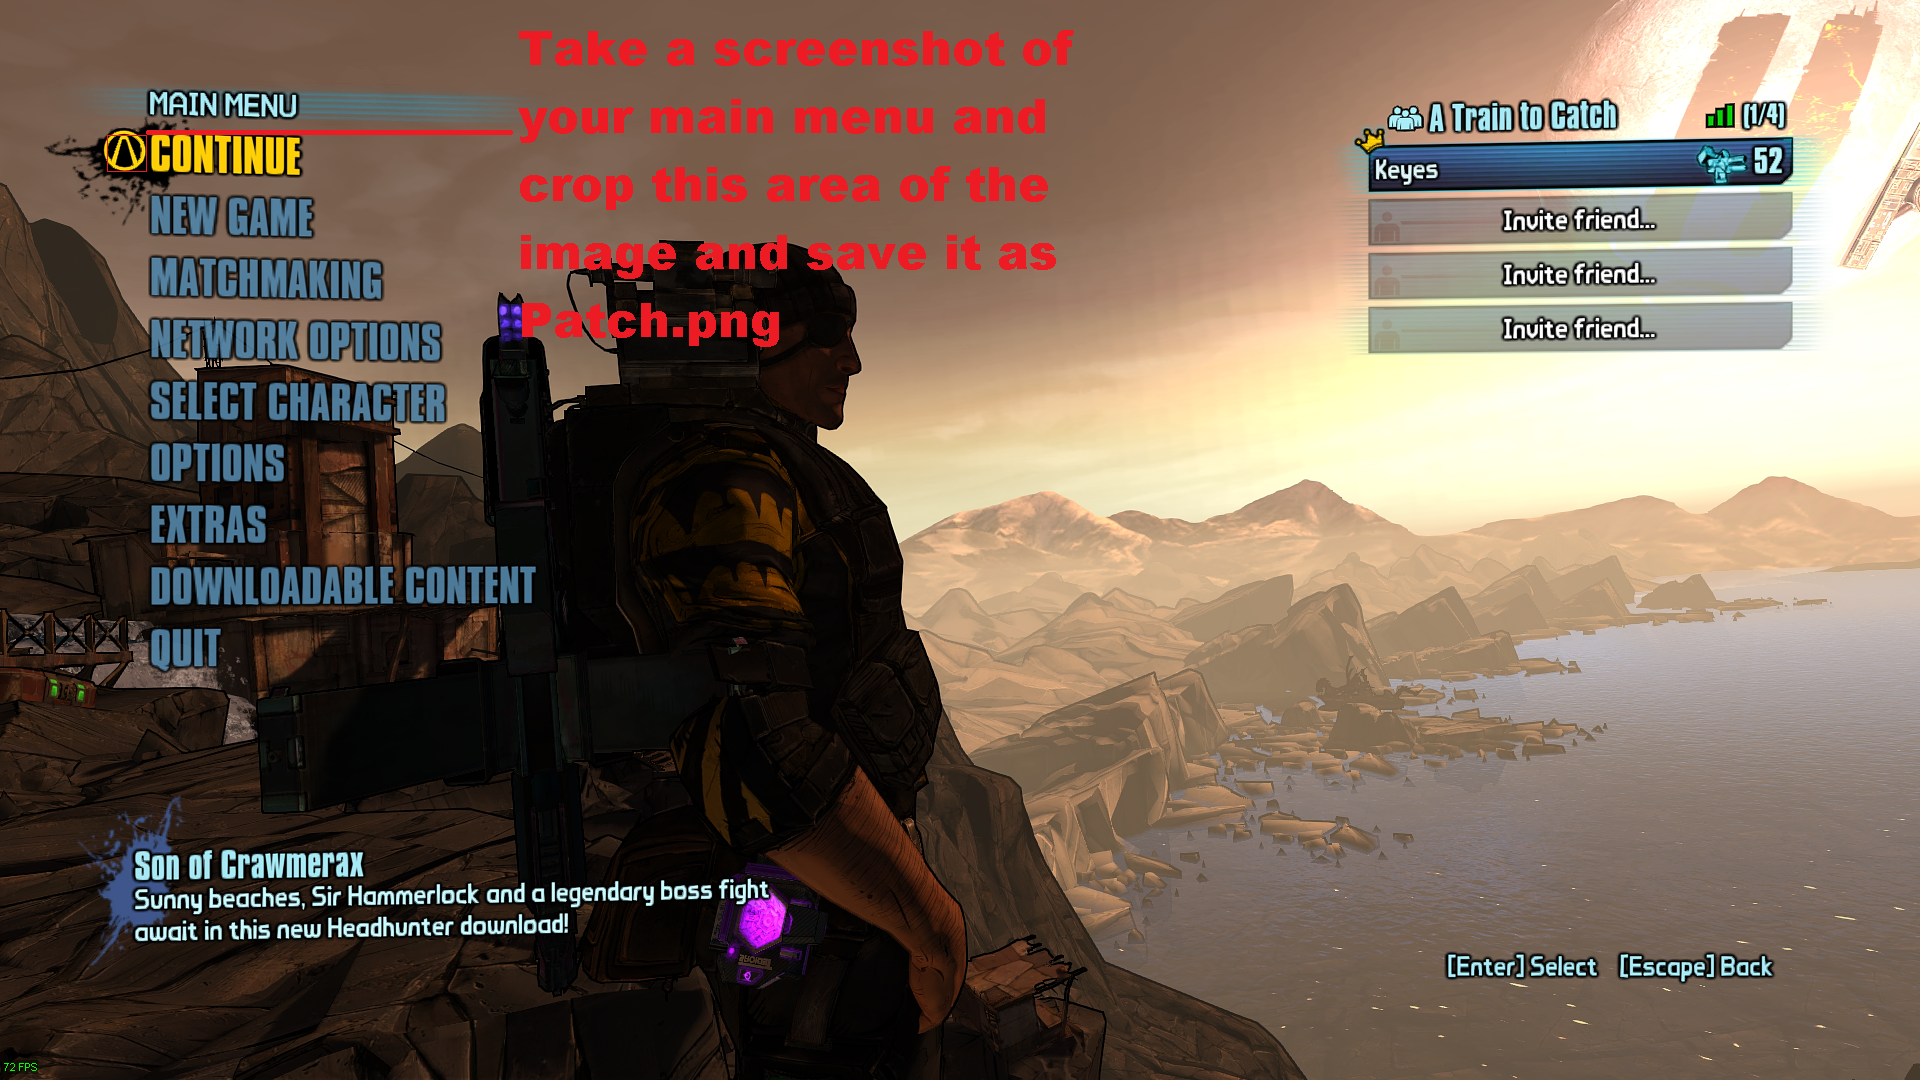 Take a screenshot of
your main menu and
crop this area of the
image and save it as
Patch.png
MAIN MENU
CONTINUE
NEW GAME
MATCHMAKING
NETWORK OPTIONS
SELECT CHARACTER
OPTIONS
EXTRAS
DOWNLOADABLE CONTENT
QUIT
A Train to Catch (1/4)
Keyes 52
Invite friend...
Invite friend...
Invite friend...
Son of Crawmerax
Sunny beaches, Sir Hammerlock and a legendary boss fight
await in this new Headhunter download!
[Enter] Select [Escape] Back
72 FPS